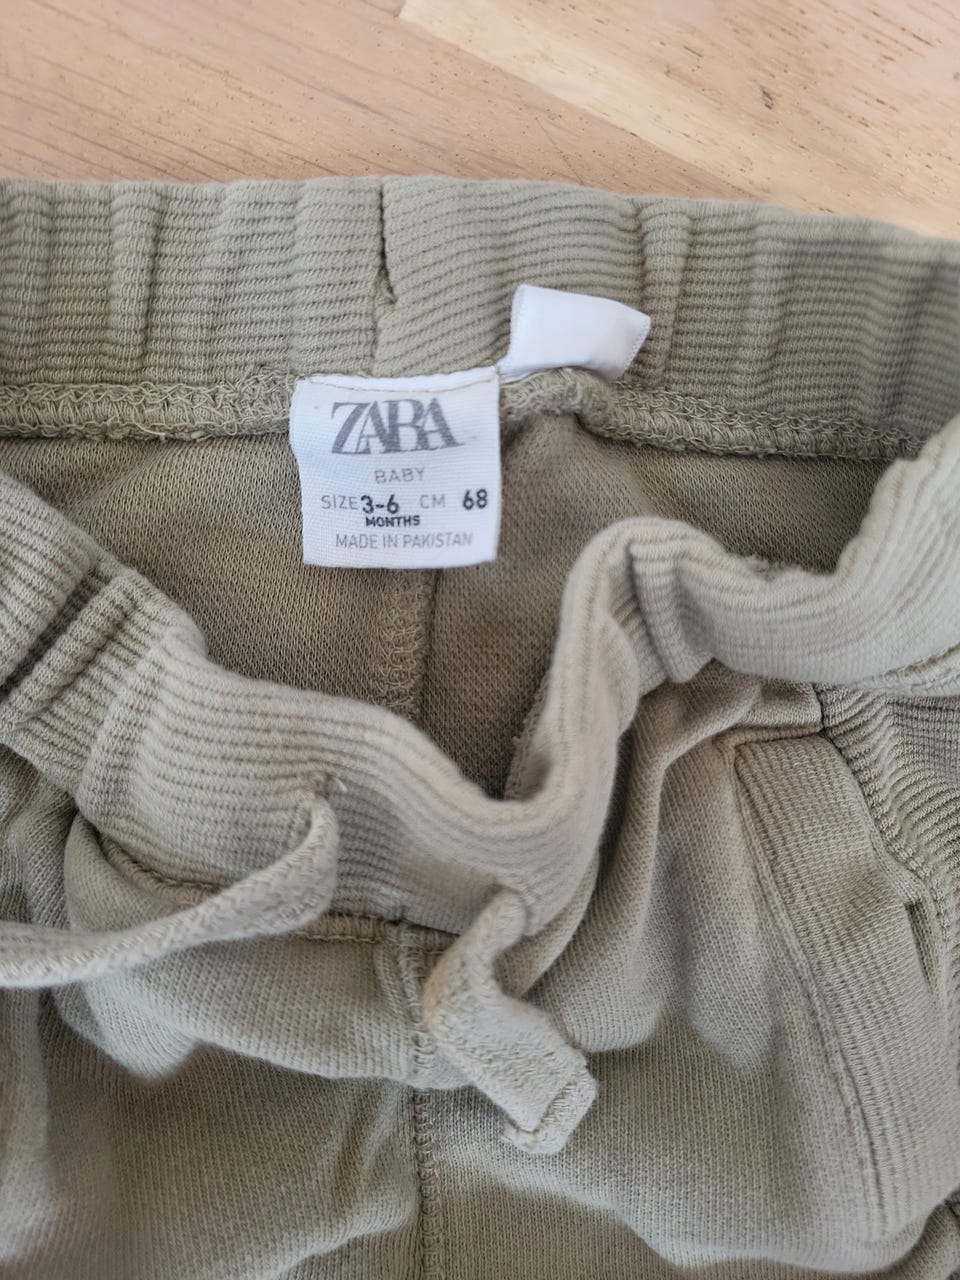 ZARA
BABY
SIZE 3-6 CM 68
MONTHS
MADE IN PAKISTAN